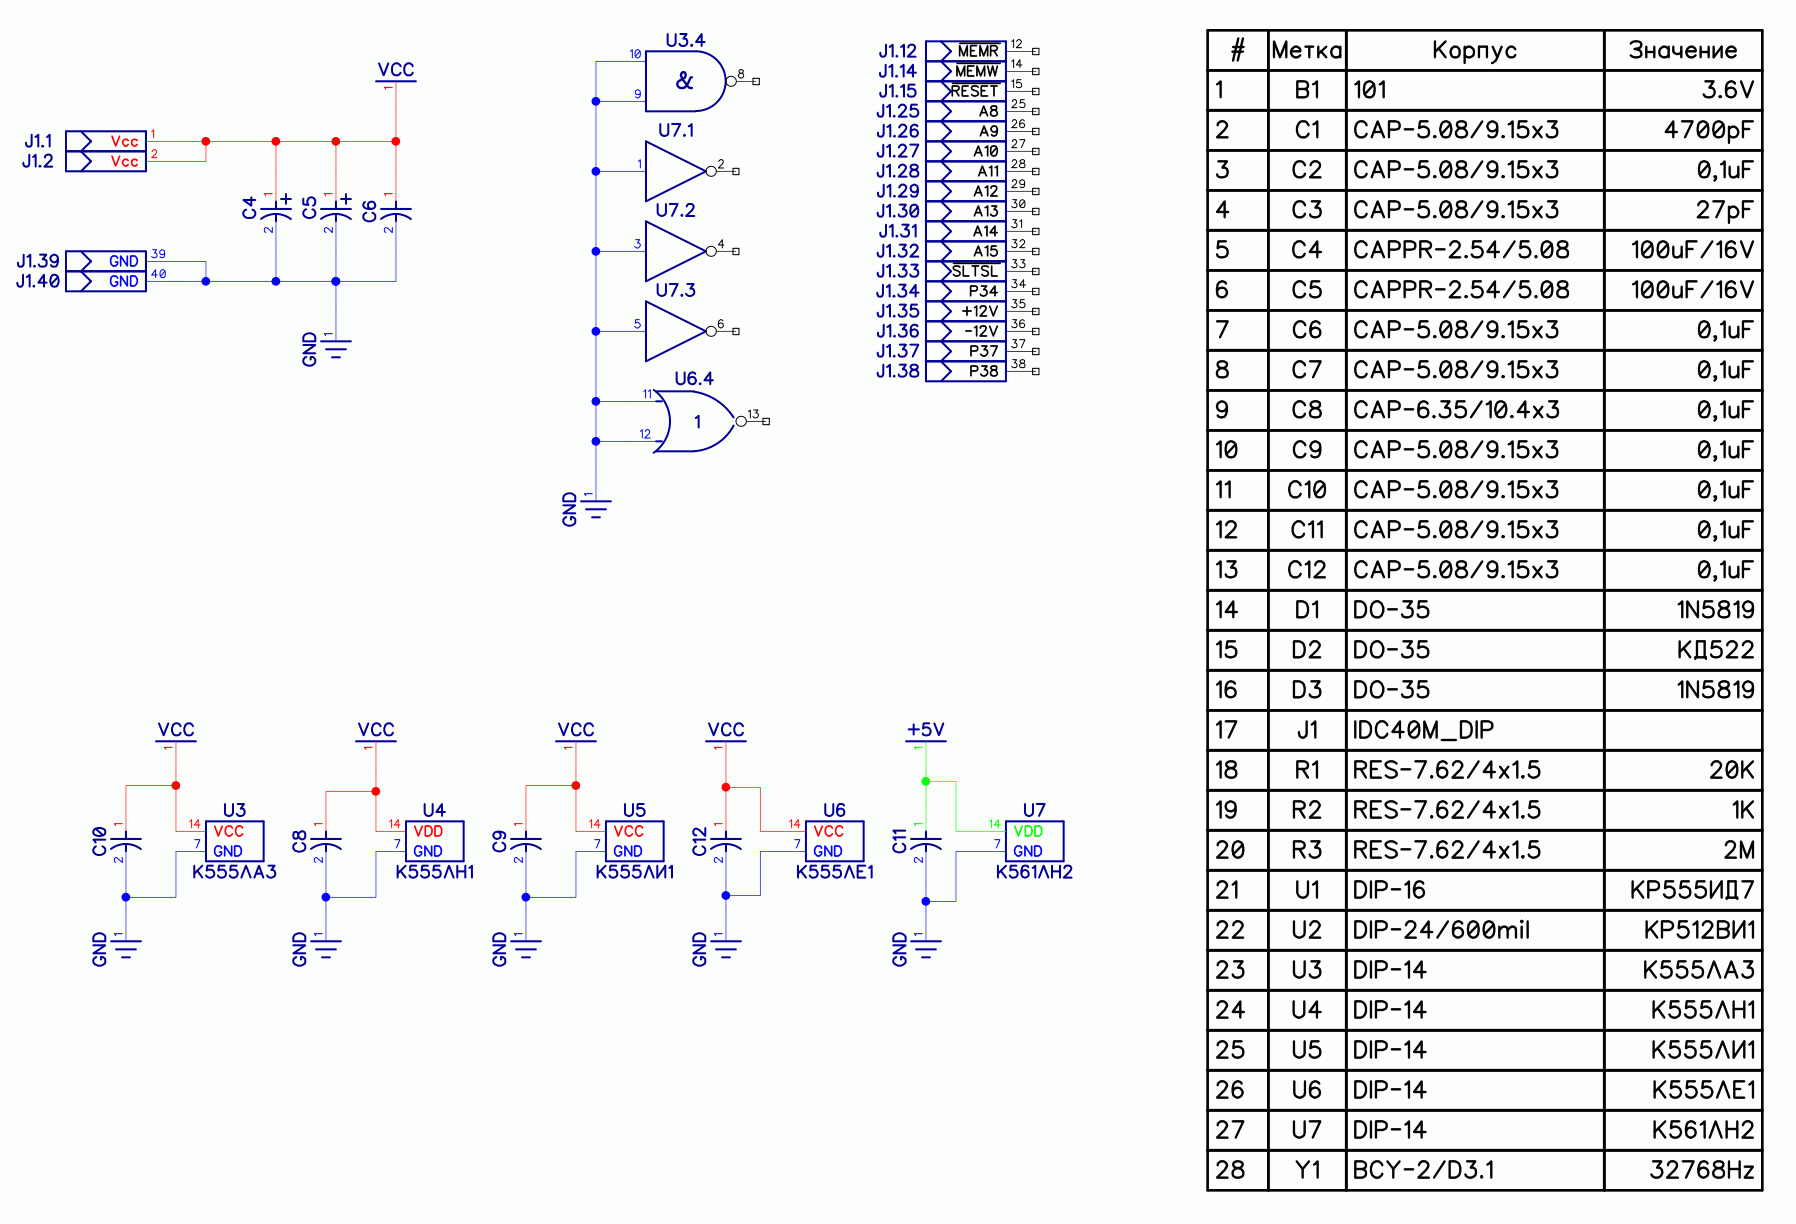 VCC
1
J1.1 Vcc 1
J1.2 Vcc 2
C4 1 + 2
C5 1 + 2
C6 1 2
J1.39 GND 39
J1.40 GND 40
GND 1
U3.4
10 & 8
9
U7.1
1 2
U7.2
3 4
U7.3
5 6
U6.4
11 1 13
12
GND 1
J1.12 MEMR 12
J1.14 MEMW 14
J1.15 RESET 15
J1.25 A8 25
J1.26 A9 26
J1.27 A10 27
J1.28 A11 28
J1.29 A12 29
J1.30 A13 30
J1.31 A14 31
J1.32 A15 32
J1.33 SLTSL 33
J1.34 P34 34
J1.35 +12V 35
J1.36 -12V 36
J1.37 P37 37
J1.38 P38 38
VCC
1
U3
C10 1 2
14 VCC
7 GND
К555ЛА3
GND 1
VCC
1
U4
C8 1 2
14 VDD
7 GND
К555ЛН1
GND 1
VCC
1
U5
C9 1 2
14 VCC
7 GND
К555ЛИ1
GND 1
VCC
1
U6
C12 1 2
14 VCC
7 GND
К555ЛЕ1
GND 1
+5V
1
U7
C11 1 2
14 VDD
7 GND
К561ЛН2
GND 1
# Метка Корпус Значение
1 B1 101 3.6V
2 C1 CAP-5.08/9.15x3 4700pF
3 C2 CAP-5.08/9.15x3 0,1uF
4 C3 CAP-5.08/9.15x3 27pF
5 C4 CAPPR-2.54/5.08 100uF/16V
6 C5 CAPPR-2.54/5.08 100uF/16V
7 C6 CAP-5.08/9.15x3 0,1uF
8 C7 CAP-5.08/9.15x3 0,1uF
9 C8 CAP-6.35/10.4x3 0,1uF
10 C9 CAP-5.08/9.15x3 0,1uF
11 C10 CAP-5.08/9.15x3 0,1uF
12 C11 CAP-5.08/9.15x3 0,1uF
13 C12 CAP-5.08/9.15x3 0,1uF
14 D1 DO-35 1N5819
15 D2 DO-35 КД522
16 D3 DO-35 1N5819
17 J1 IDC40M_DIP
18 R1 RES-7.62/4x1.5 20K
19 R2 RES-7.62/4x1.5 1K
20 R3 RES-7.62/4x1.5 2M
21 U1 DIP-16 КР555ИД7
22 U2 DIP-24/600mil КР512ВИ1
23 U3 DIP-14 К555ЛА3
24 U4 DIP-14 К555ЛН1
25 U5 DIP-14 К555ЛИ1
26 U6 DIP-14 К555ЛЕ1
27 U7 DIP-14 К561ЛН2
28 Y1 BCY-2/D3.1 32768Hz